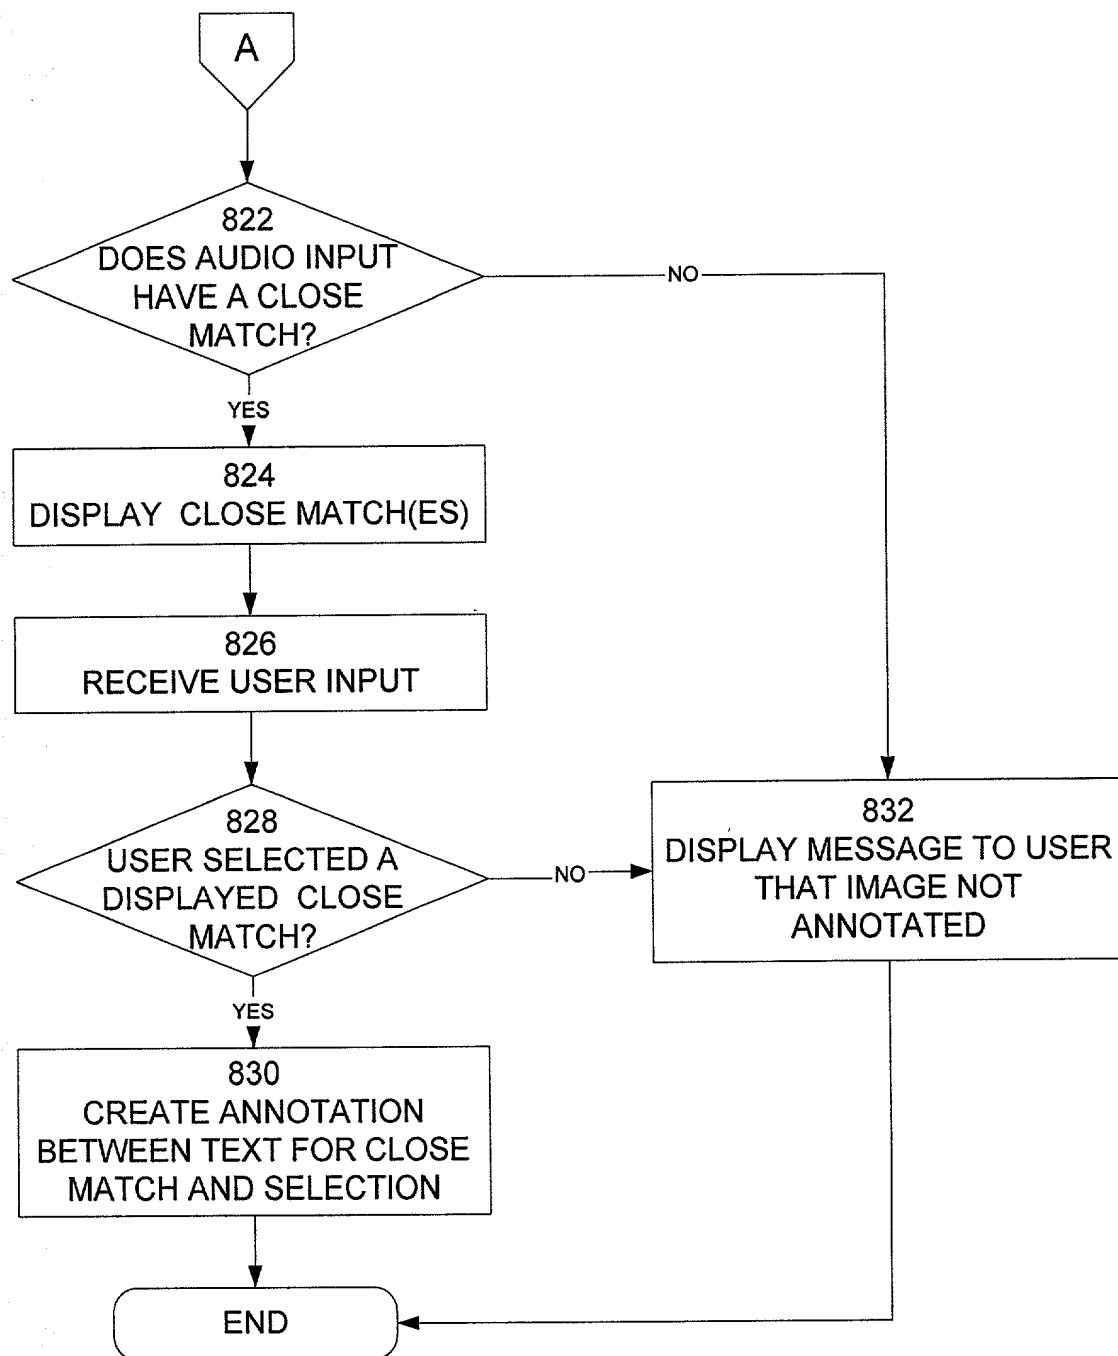 A
822
DOES AUDIO INPUT
HAVE A CLOSE
MATCH?
NO
YES
824
DISPLAY CLOSE MATCH(ES)
826
RECEIVE USER INPUT
828
USER SELECTED A
DISPLAYED CLOSE
MATCH?
NO
832
DISPLAY MESSAGE TO USER
THAT IMAGE NOT
ANNOTATED
YES
830
CREATE ANNOTATION
BETWEEN TEXT FOR CLOSE
MATCH AND SELECTION
END